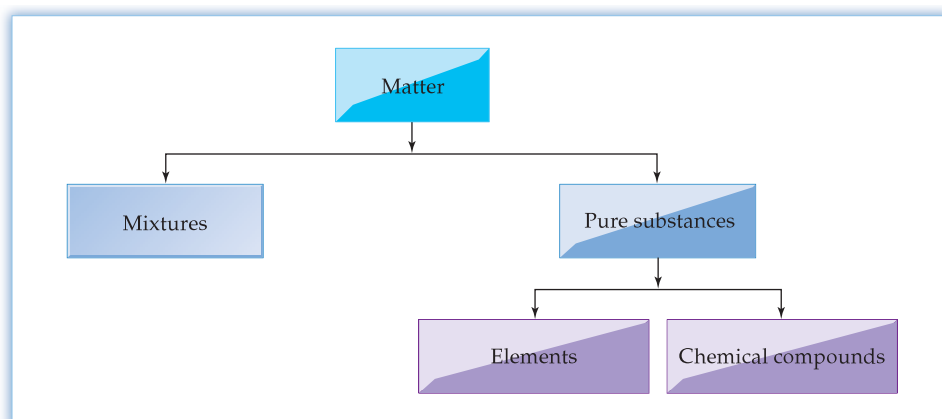 Matter
Mixtures
Pure substances
Elements
Chemical compounds